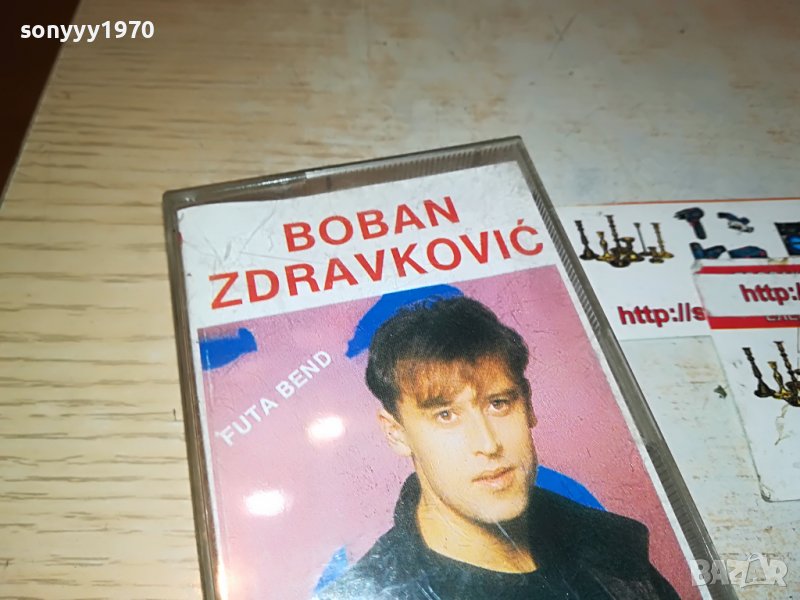 sonyyy1970
BOBAN
ZDRAVKOVIĆ
FUTA BEND
http://s
http:/
BAZAR